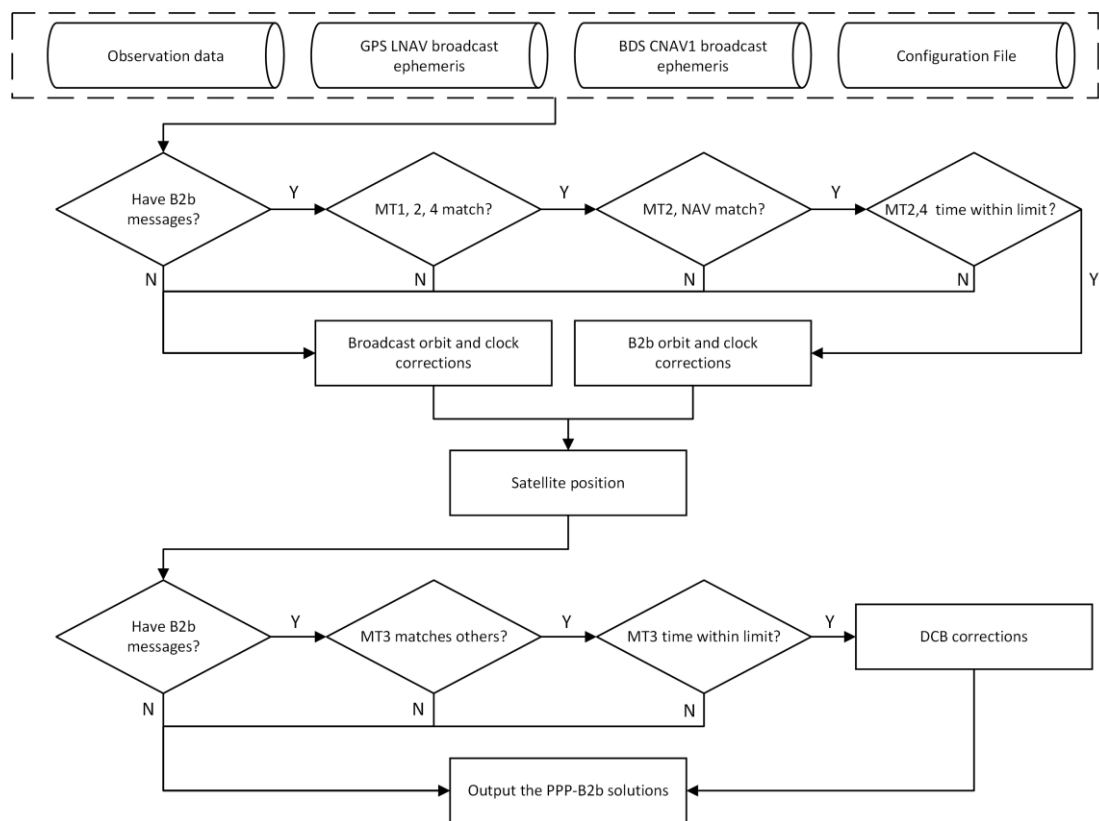 Observation data
GPS LNAV broadcast
ephemeris
BDS CNAV1 broadcast
ephemeris
Configuration File
Have B2b
messages?
Y
MT1, 2, 4 match?
Y
MT2, NAV match?
Y
MT2,4 time within limit?
N
N
N
N
Y
Broadcast orbit and clock
corrections
B2b orbit and clock
corrections
Satellite position
Have B2b
messages?
Y
MT3 matches others?
Y
MT3 time within limit?
Y
DCB corrections
N
N
N
Output the PPP-B2b solutions